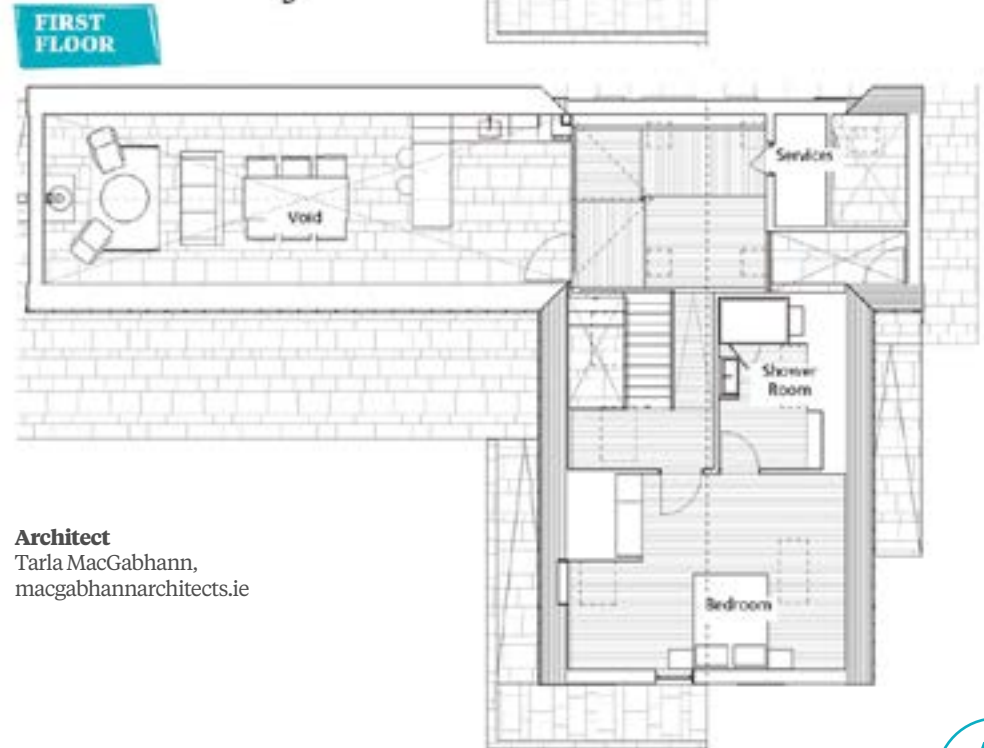 FIRST
FLOOR
Services
Void
Shower
Room
Bedroom
Architect
Tarla MacGabhann,
macgabhannarchitects.ie